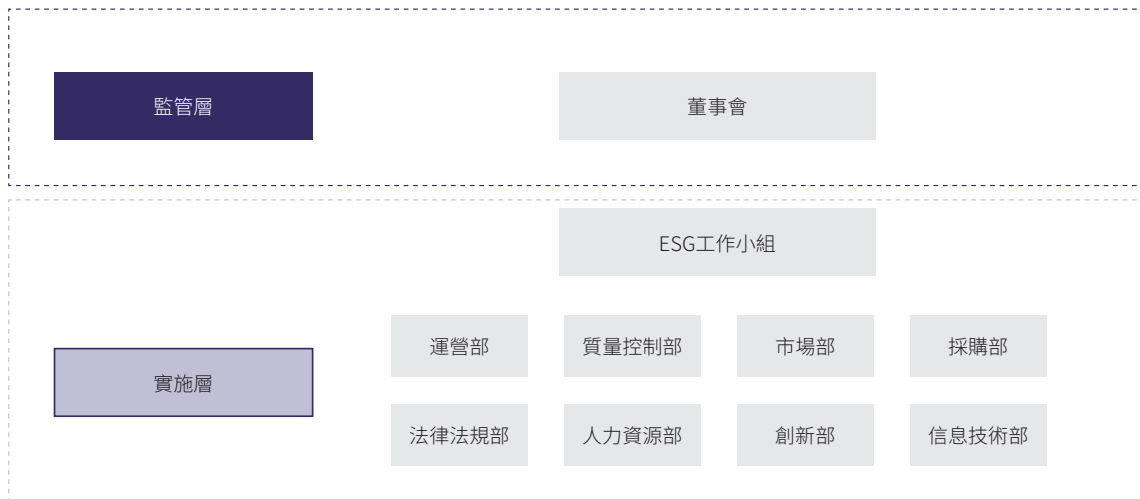 監管層
董事會
ESG工作小組
實施層
運營部
質量控制部
市場部
採購部
法律法規部
人力資源部
創新部
信息技術部